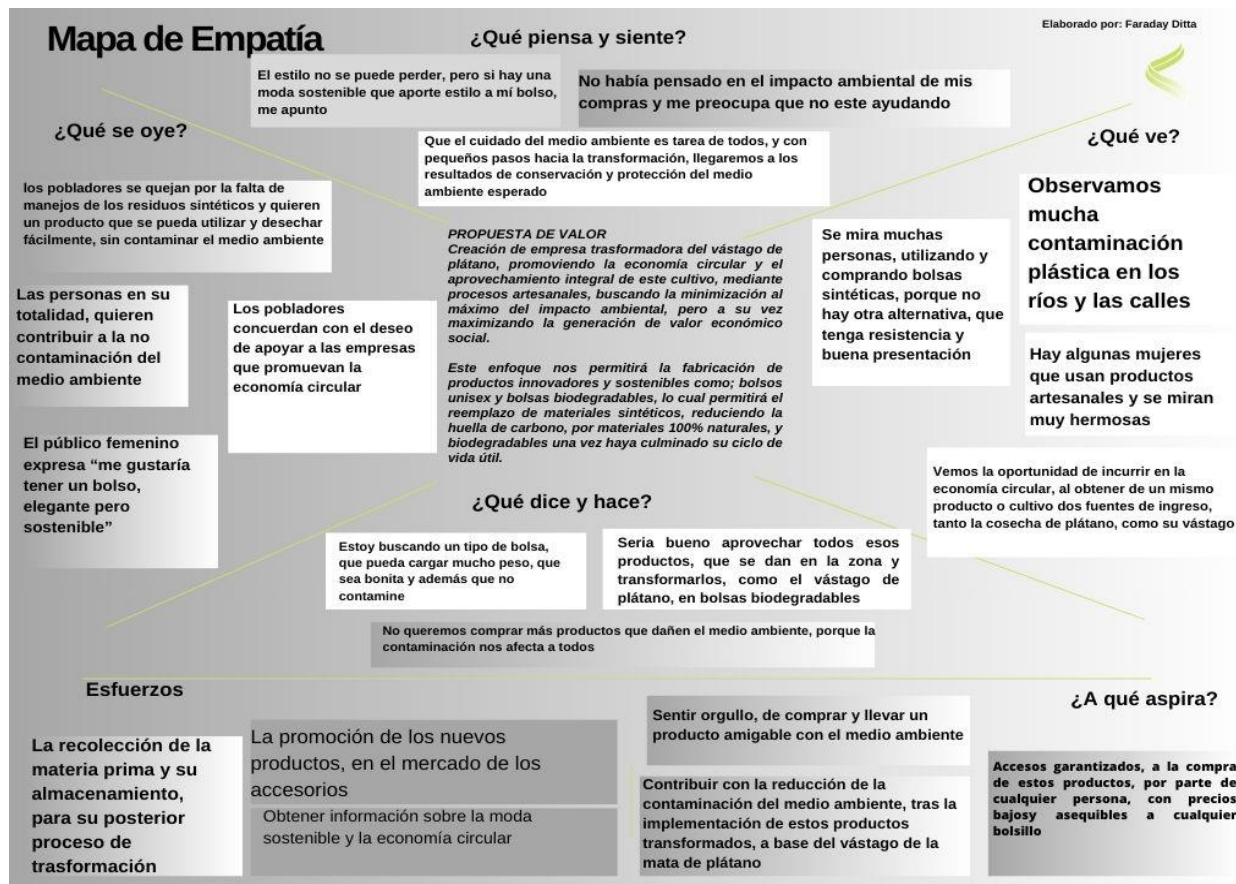 Mapa de Empatía
¿Qué piensa y siente?
Elaborado por: Faraday Ditta
El estilo no se puede perder, pero si hay una
moda sostenible que aporte estilo a mí bolso,
me apunto
No había pensado en el impacto ambiental de mis
compras y me preocupa que no este ayudando
Que el cuidado del medio ambiente es tarea de todos, y con
pequeños pasos hacia la transformación, llegaremos a los
resultados de conservación y protección del medio
ambiente esperado
¿Qué se oye?
los pobladores se quejan por la falta de
manejos de los residuos sintéticos y quieren
un producto que se pueda utilizar y desechar
fácilmente, sin contaminar el medio ambiente
Las personas en su
totalidad, quieren
contribuir a la no
contaminación del
medio ambiente
Los pobladores
concuerdan con el deseo
de apoyar a las empresas
que promuevan la
economía circular
El público femenino
expresa “me gustaría
tener un bolso,
elegante pero
sostenible”
PROPUESTA DE VALOR
Creación de empresa trasformadora del vástago de
plátano, promoviendo la economía circular y el
aprovechamiento integral de este cultivo, mediante
procesos artesanales, buscando la minimización al
máximo del impacto ambiental, pero a su vez
maximizando la generación de valor económico
social.
Este enfoque nos permitirá la fabricación de
productos innovadores y sostenibles como; bolsos
unisex y bolsas biodegradables, lo cual permitirá el
reemplazo de materiales sintéticos, reduciendo la
huella de carbono, por materiales 100% naturales, y
biodegradables una vez haya culminado su ciclo de
vida útil.
¿Qué ve?
Observamos
mucha
contaminación
plástica en los
ríos y las calles
Se mira muchas
personas, utilizando y
comprando bolsas
sintéticas, porque no
hay otra alternativa, que
tenga resistencia y
buena presentación
Hay algunas mujeres
que usan productos
artesanales y se miran
muy hermosas
Vemos la oportunidad de incurrir en la
economía circular, al obtener de un mismo
producto o cultivo dos fuentes de ingreso,
tanto la cosecha de plátano, como su vástago
¿Qué dice y hace?
Estoy buscando un tipo de bolsa,
que pueda cargar mucho peso, que
sea bonita y además que no
contamine
Seria bueno aprovechar todos esos
productos, que se dan en la zona y
transformarlos, como el vástago de
plátano, en bolsas biodegradables
No queremos comprar más productos que dañen el medio ambiente, porque la
contaminación nos afecta a todos
Esfuerzos
La recolección de la
materia prima y su
almacenamiento,
para su posterior
proceso de
trasformación
La promoción de los nuevos
productos, en el mercado de los
accesorios
Obtener información sobre la moda
sostenible y la economía circular
¿A qué aspira?
Sentir orgullo, de comprar y llevar un
producto amigable con el medio ambiente
Contribuir con la reducción de la
contaminación del medio ambiente, tras la
implementación de estos productos
transformados, a base del vástago de la
mata de plátano
Accesos garantizados, a la compra
de estos productos, por parte de
cualquier persona, con precios
bajosy asequibles a cualquier
bolsillo